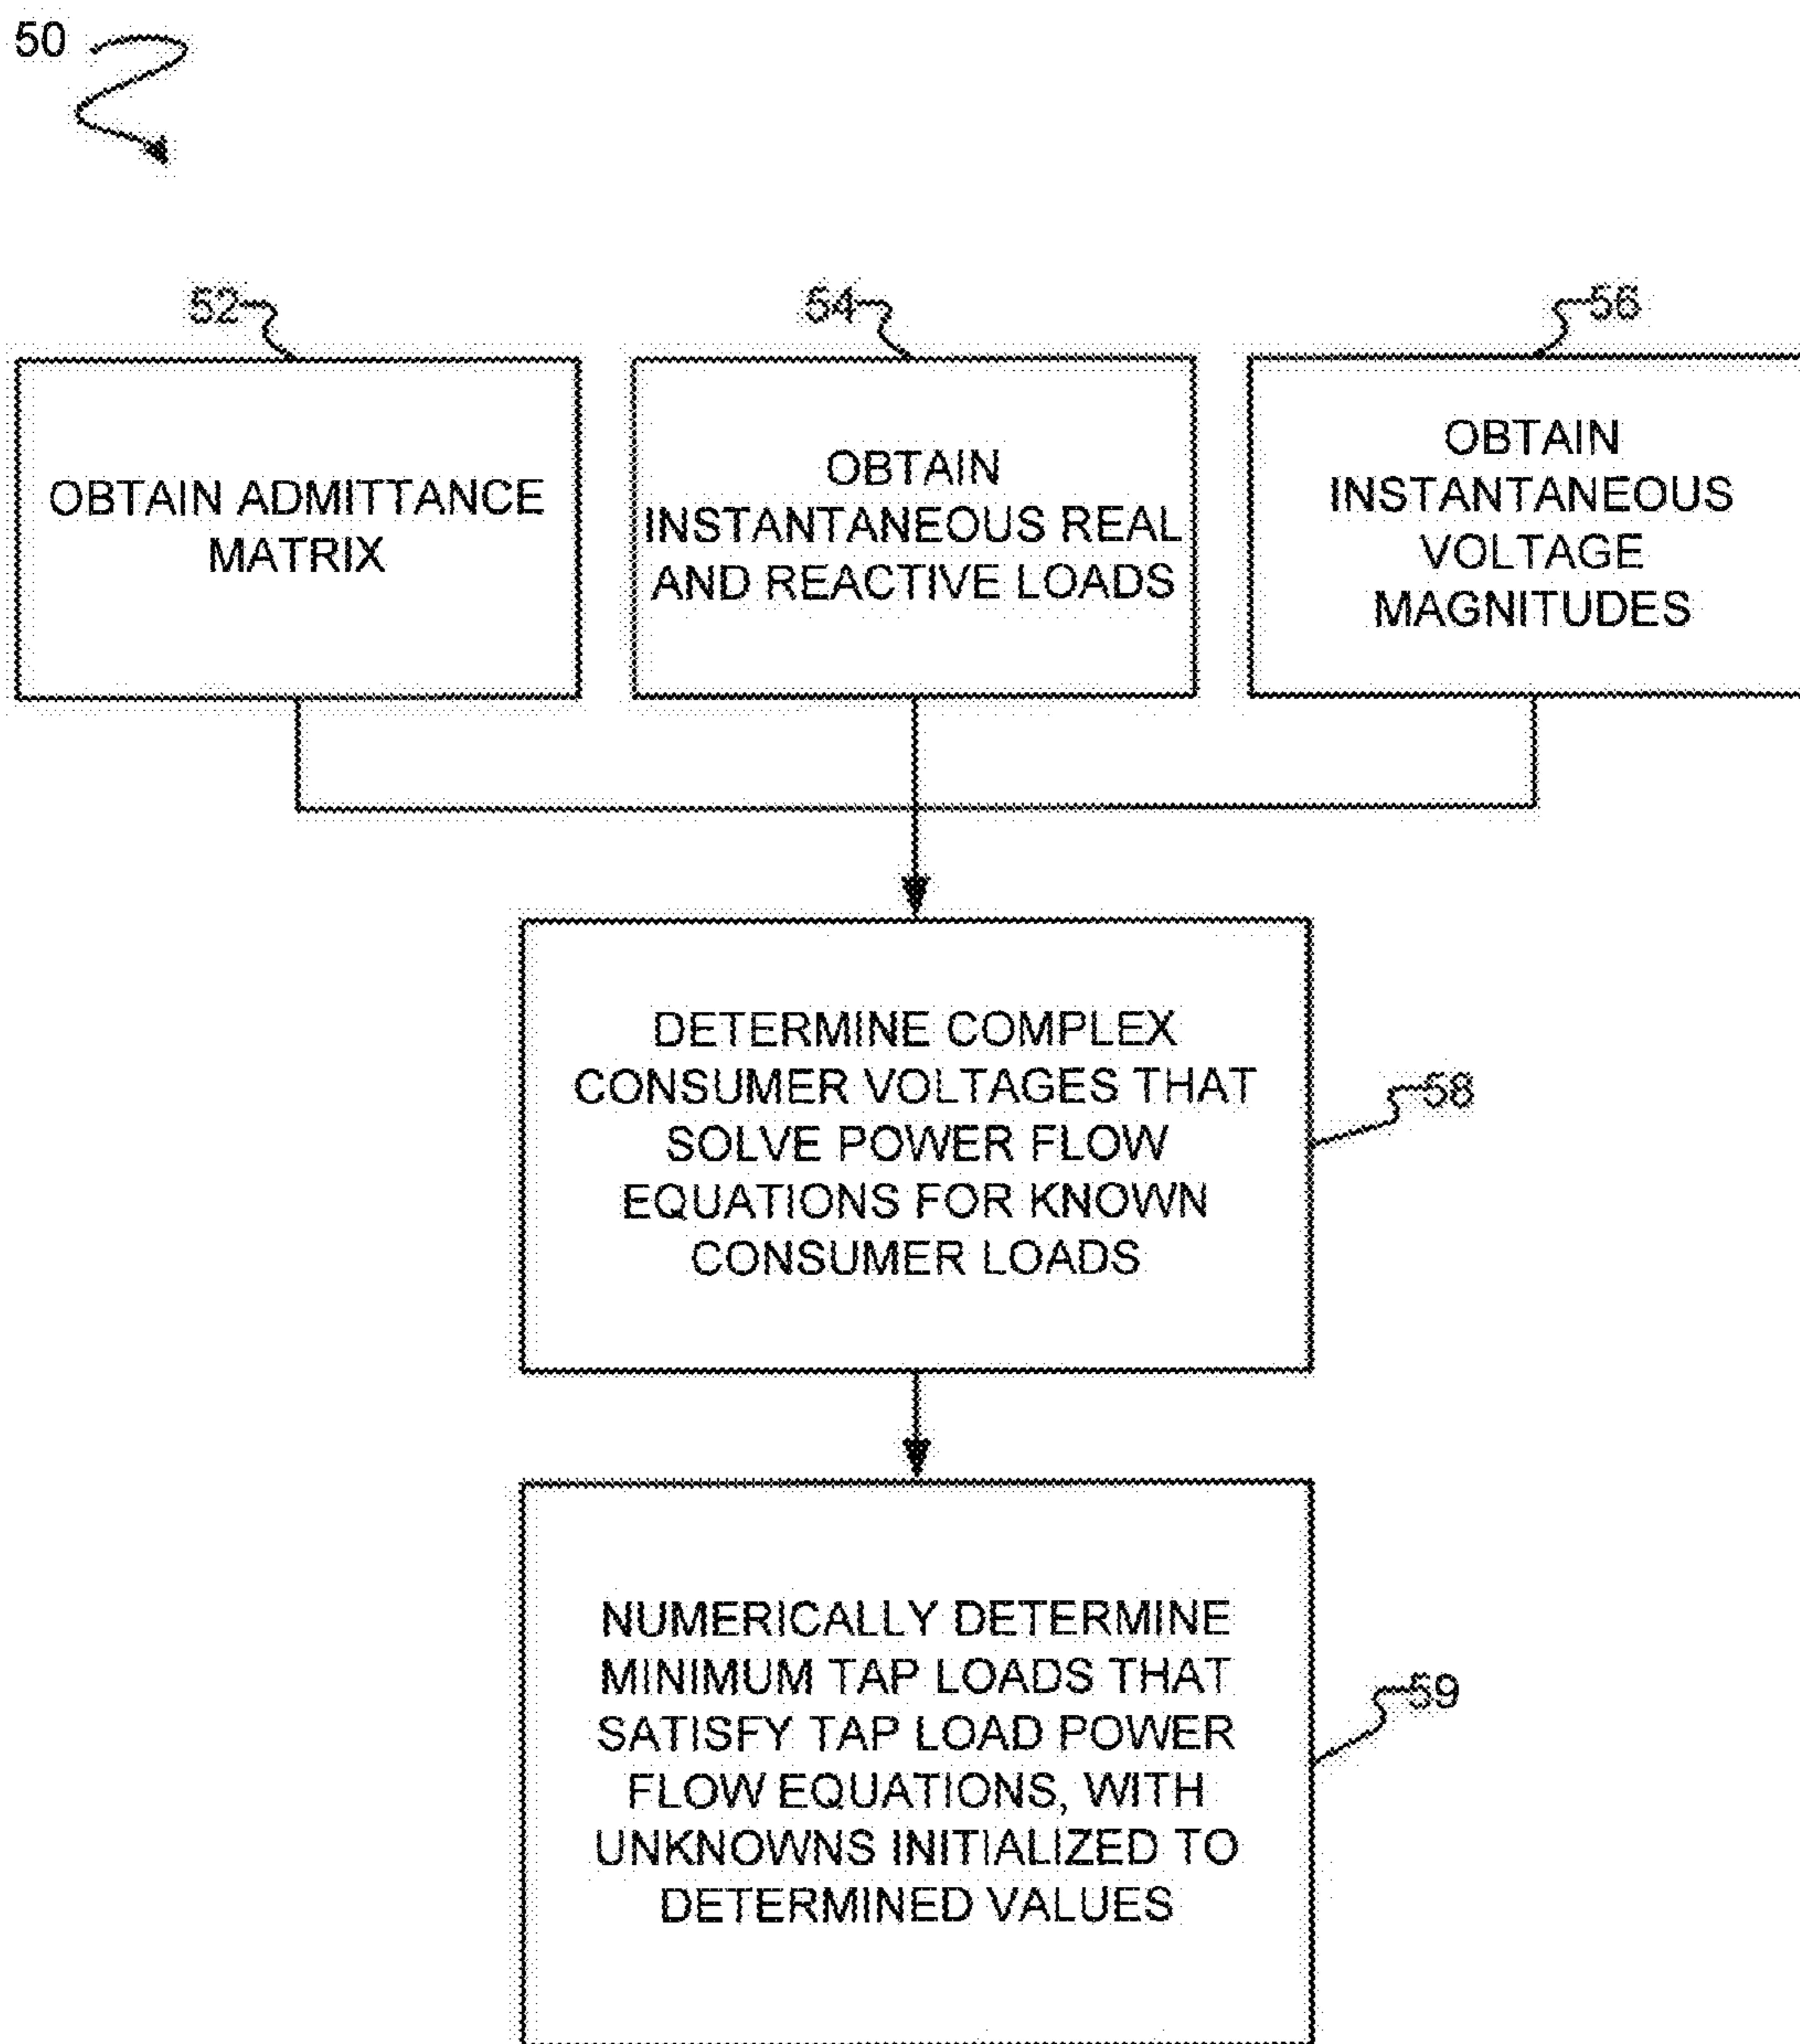 50
52
54
56
OBTAIN ADMITTANCE
MATRIX
OBTAIN
INSTANTANEOUS REAL
AND REACTIVE LOADS
OBTAIN
INSTANTANEOUS
VOLTAGE
MAGNITUDES
DETERMINE COMPLEX
CONSUMER VOLTAGES THAT
SOLVE POWER FLOW
EQUATIONS FOR KNOWN
CONSUMER LOADS
58
NUMERICALLY DETERMINE
MINIMUM TAP LOADS THAT
SATISFY TAP LOAD POWER
FLOW EQUATIONS, WITH
UNKNOWNS INITIALIZED TO
DETERMINED VALUES
59